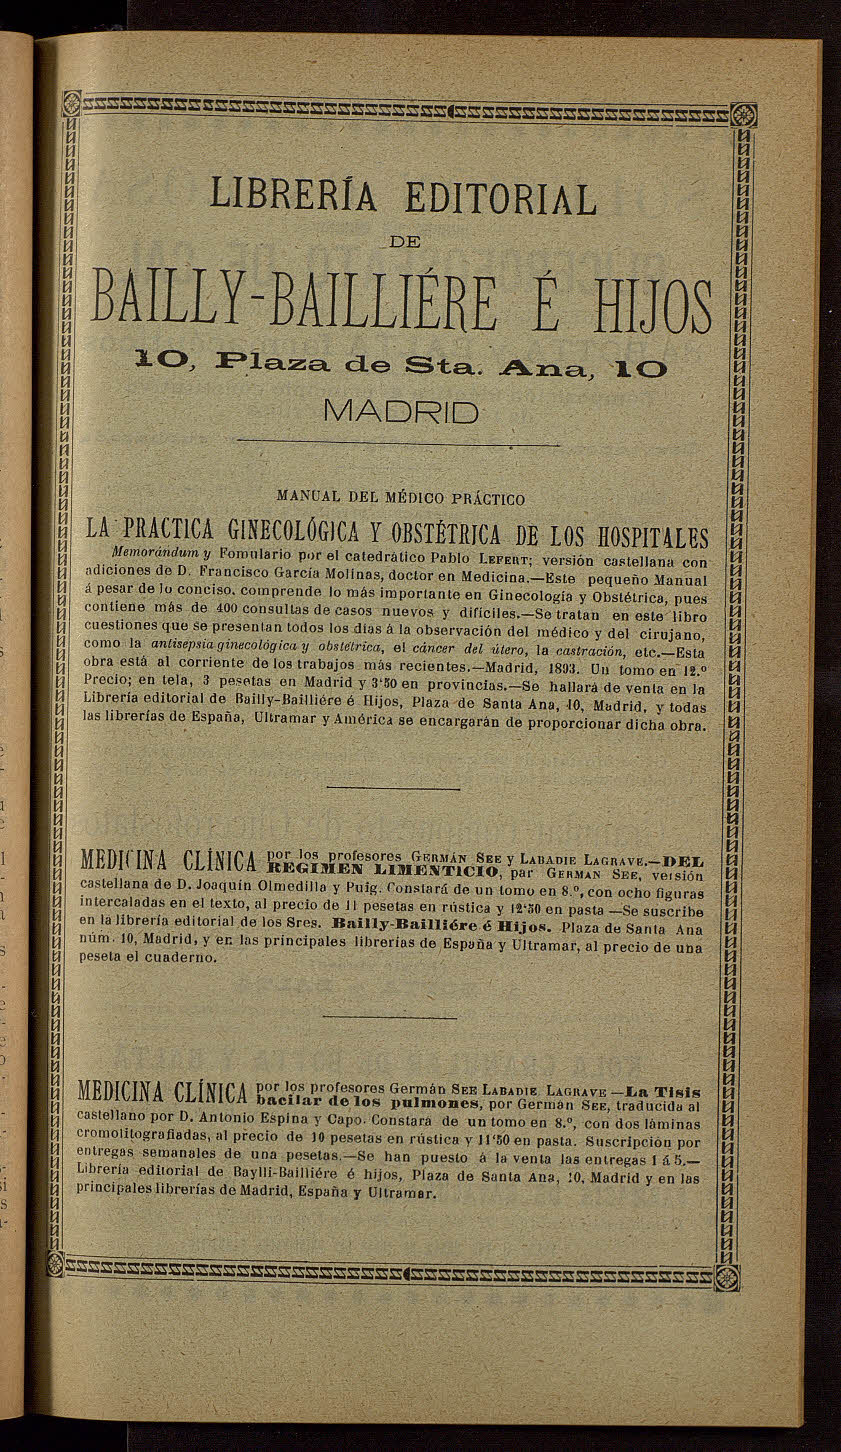 LIBRERÍA EDITORIAL
DE
BAILLY-BAILLIÉRE É HIJOS
10, Plaza de Sta. Ana, 10
MADRID
MANUAL DEL MÉDICO PRÁCTICO
LA PRACTICA GINECOLÓGICA Y OBSTÉTRICA DE LOS HOSPITALES
Memorándum y Fomulario por el catedrático Pablo LEFERT; versión castellana con
adiciones de D. Francisco García Molinas, doctor en Medicina.—Este pequeño Manual
á pesar de lo conciso, comprende lo más importante en Ginecología y Obstétrica, pues
contiene más de 400 consultas de casos nuevos y difíciles.—Se tratan en este libro
cuestiones que se presentan todos los días á la observación del médico y del cirujano,
como la antisepsia ginecológica y obstétrica, el cáncer del útero, la castración, etc.—Esta
obra está al corriente de los trabajos más recientes.—Madrid, 1893. Un tomo en 12.º
Precio; en tela, 3 pesetas en Madrid y 3'50 en provincias.—Se hallará de venta en la
Librería editorial de Bailly-Bailliére é Hijos, Plaza de Santa Ana, 10, Madrid, y todas
las librerías de España, Ultramar y América se encargarán de proporcionar dicha obra.
MEDICINA CLÍNICA por los profesores GERMÁN SEE Y LABADIE LAGRAVE.—DEL
REGIMEN LIMENTICIO, par GERMAN SEE, veisión
castellana de D. Joaquín Olmedilla y Puig. Constará de un tomo en 8.º, con ocho figuras
intercaladas en el texto, al precio de 11 pesetas en rústica y 12'50 en pasta —Se suscribe
en la librería editorial de los Sres. Bailly-Bailliére é Hijos. Plaza de Santa Ana
núm. 10, Madrid, y en las principales librerías de España y Ultramar, al precio de una
peseta el cuaderno.
MEDICINA CLÍNICA por los profesores Germán SEE LABADIE LAGRAVE —La Tisis
bacilar de los pulmones, por Germán SEE, traducida al
castellano por D. Antonio Espina y Capo. Constará de un tomo en 8.º, con dos láminas
cromolitografiadas, al precio de 10 pesetas en rústica y 11'50 en pasta. Suscripción por
entregas semanales de una pesetas.—Se han puesto á la venta las entregas 1 á 5.—
Librería editorial de Baylli-Bailliére é hijos, Plaza de Santa Ana, 10, Madrid y en las
principales librerías de Madrid, España y Ultramar.